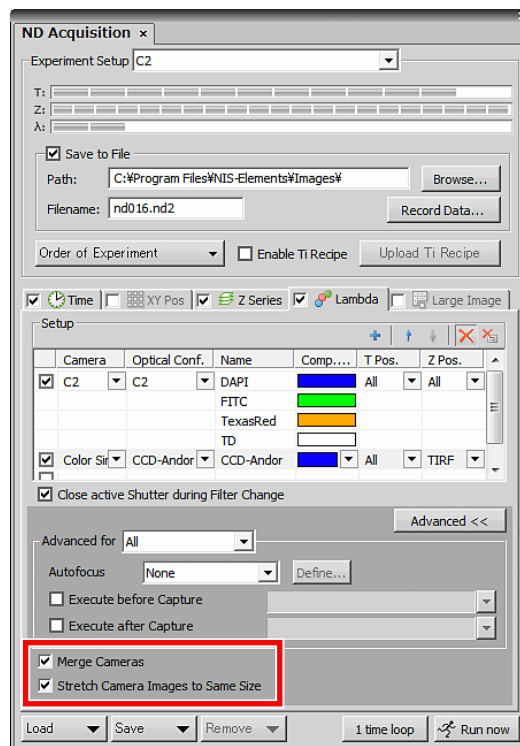 ND Acquisition ×
Experiment Setup C2
T:
Z:
λ:
Save to File
Path: C:¥Program Files¥NIS-Elements¥Images¥ Browse...
Filename: nd016.nd2 Record Data...
Order of Experiment Enable Ti Recipe Upload Ti Recipe
Time XY Pos Z Series Lambda Large Image
Setup
Camera Optical Conf. Name Comp.... T Pos. Z Pos.
C2 C2 DAPI All All
FITC
TexasRed
TD
Color Sir CCD-Andor CCD-Andor All TIRF
Close active Shutter during Filter Change
Advanced <<
Advanced for All
Autofocus None Define...
Execute before Capture
Execute after Capture
Merge Cameras
Stretch Camera Images to Same Size
Load Save Remove 1 time loop Run now